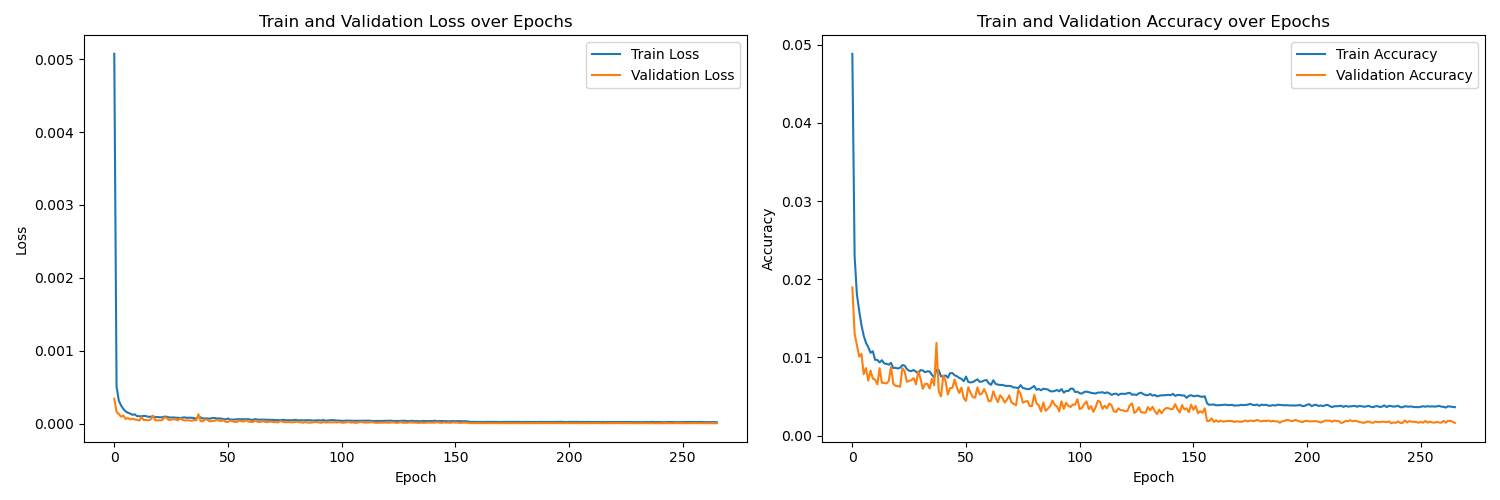 Train and Validation Loss over Epochs
Train Loss
Validation Loss
0.005
0.004
0.003
0.002
0.001
0.000
Loss
0 50 100 150 200 250
Epoch
Train and Validation Accuracy over Epochs
Train Accuracy
Validation Accuracy
0.05
0.04
0.03
0.02
0.01
0.00
Accuracy
0 50 100 150 200 250
Epoch